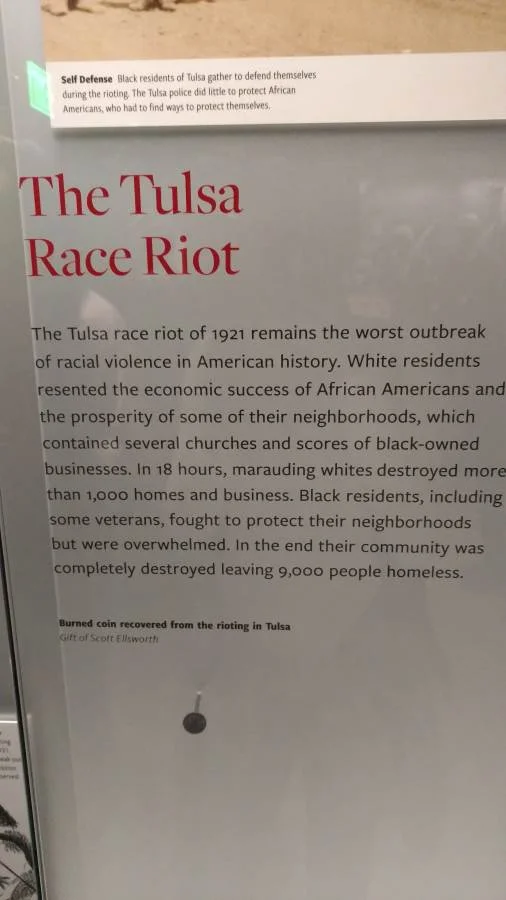 Self Defense Black residents of Tulsa gather to defend themselves
during the rioting. The Tulsa police did little to protect African
Americans, who had to find ways to protect themselves.
The Tulsa
Race Riot
The Tulsa race riot of 1921 remains the worst outbreak
of racial violence in American history. White residents
resented the economic success of African Americans and
the prosperity of some of their neighborhoods, which
contained several churches and scores of black-owned
businesses. In 18 hours, marauding whites destroyed more
than 1,000 homes and business. Black residents, including
some veterans, fought to protect their neighborhoods
but were overwhelmed. In the end their community was
completely destroyed leaving 9,000 people homeless.
Burned coin recovered from the rioting in Tulsa
Gift of Scott Ellsworth